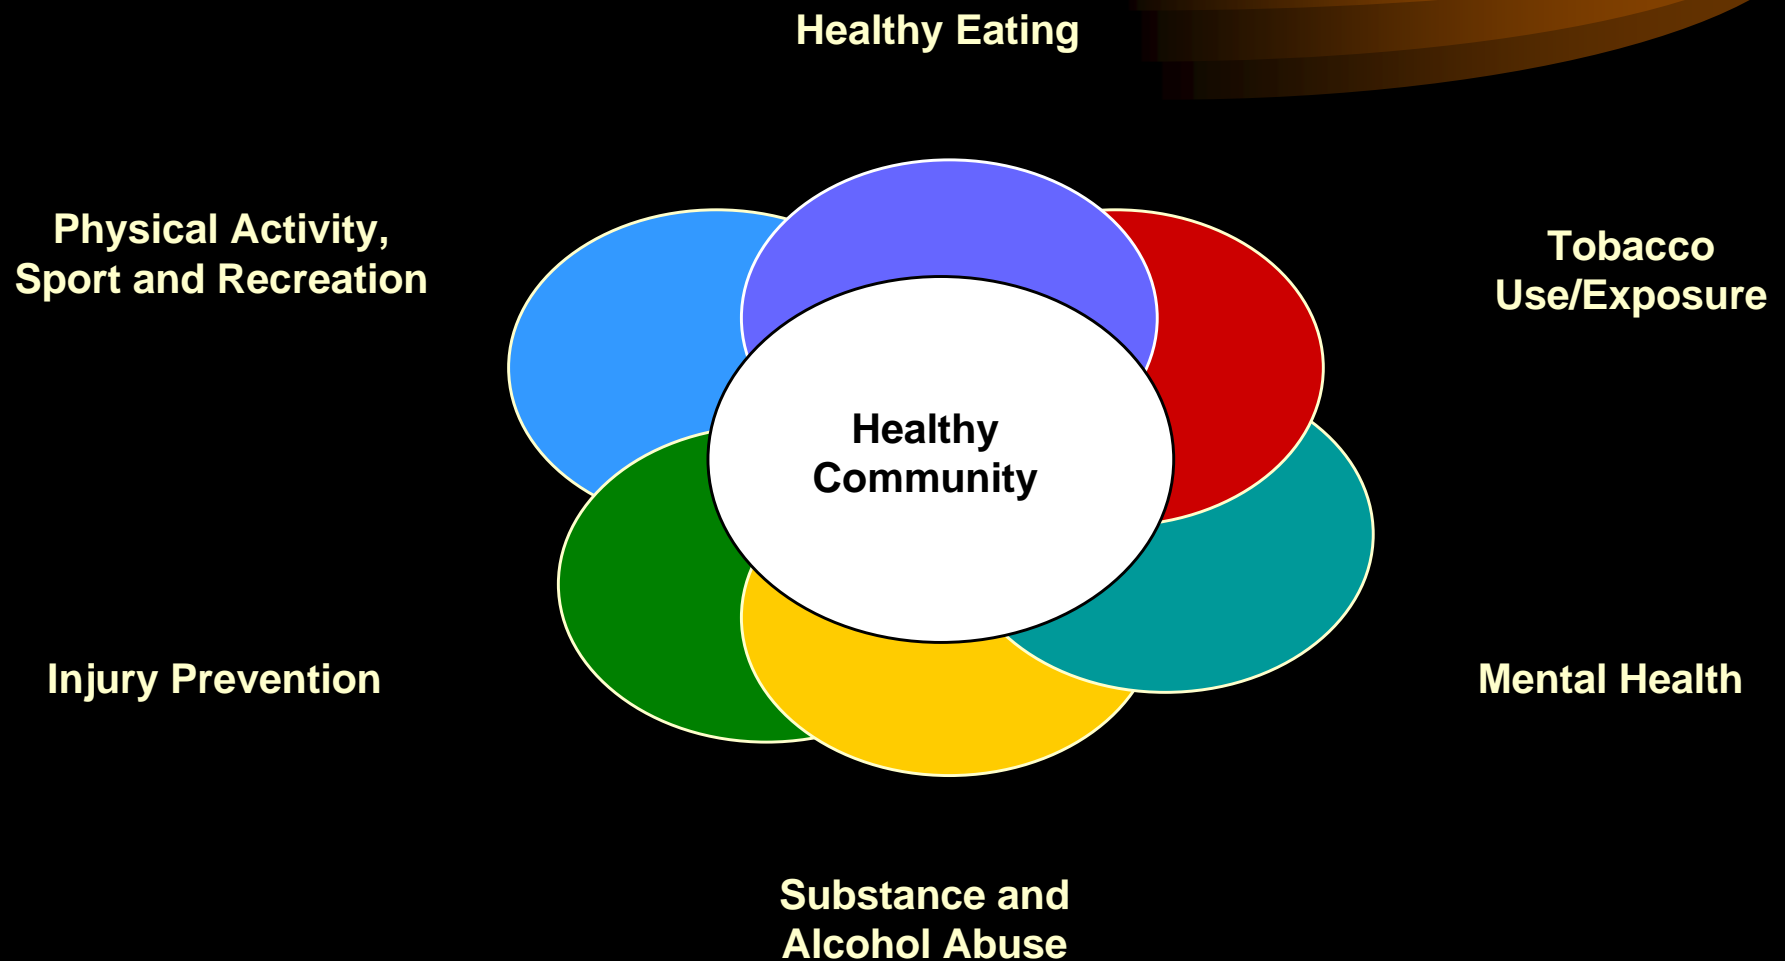 Healthy Eating
Physical Activity,
Sport and Recreation
Tobacco
Use/Exposure
Healthy
Community
Injury Prevention
Mental Health
Substance and
Alcohol Abuse